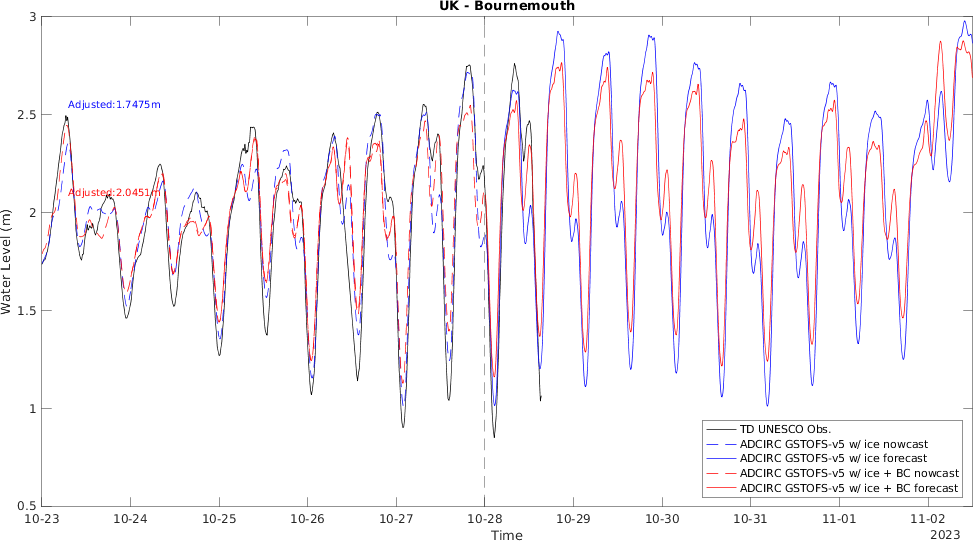 UK - Bournemouth
3
2.5
2
1.5
1
0.5
Water Level (m)
Adjusted:1.7475m
Adjusted:2.0451m
TD UNESCO Obs.
ADCIRC GSTOFS-v5 w/ ice nowcast
ADCIRC GSTOFS-v5 w/ ice forecast
ADCIRC GSTOFS-v5 w/ ice + BC nowcast
ADCIRC GSTOFS-v5 w/ ice + BC forecast
10-23 10-24 10-25 10-26 10-27 10-28 10-29 10-30 10-31 11-01 11-02
Time
2023